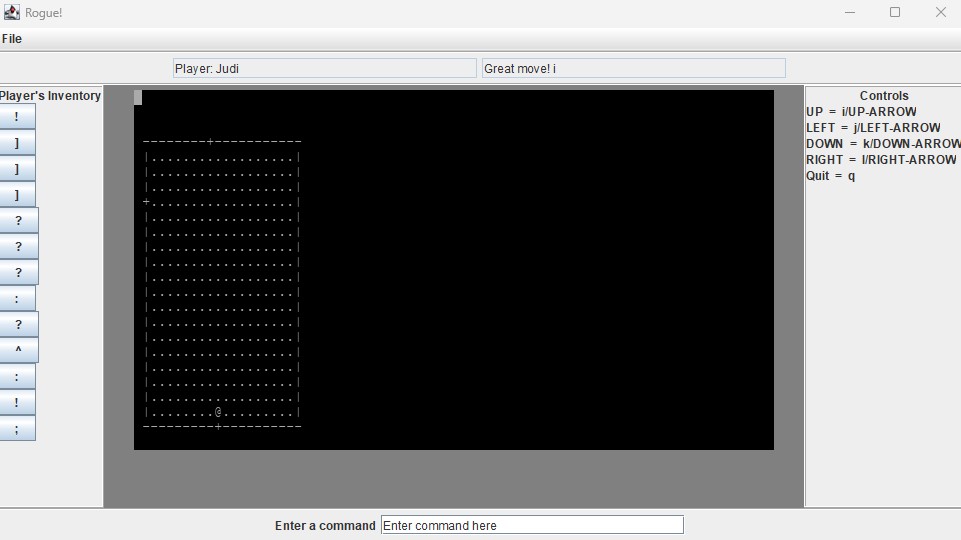 Rogue!
File
Player: Judi
Great move! i
Player's Inventory
!
]
]
]
?
?
?
:
?
^
:
!
;
---------+------------
|..................|
|..................|
|..................|
+..................|
|..................|
|..................|
|..................|
|..................|
|..................|
|..................|
|..................|
|..................|
|..................|
|..................|
|..................|
|..................|
|..................|
|........@.........|
----------+-----------
Controls
UP = i/UP-ARROW
LEFT = j/LEFT-ARROW
DOWN = k/DOWN-ARROW
RIGHT = l/RIGHT-ARROW
Quit = q
Enter a command
Enter command here